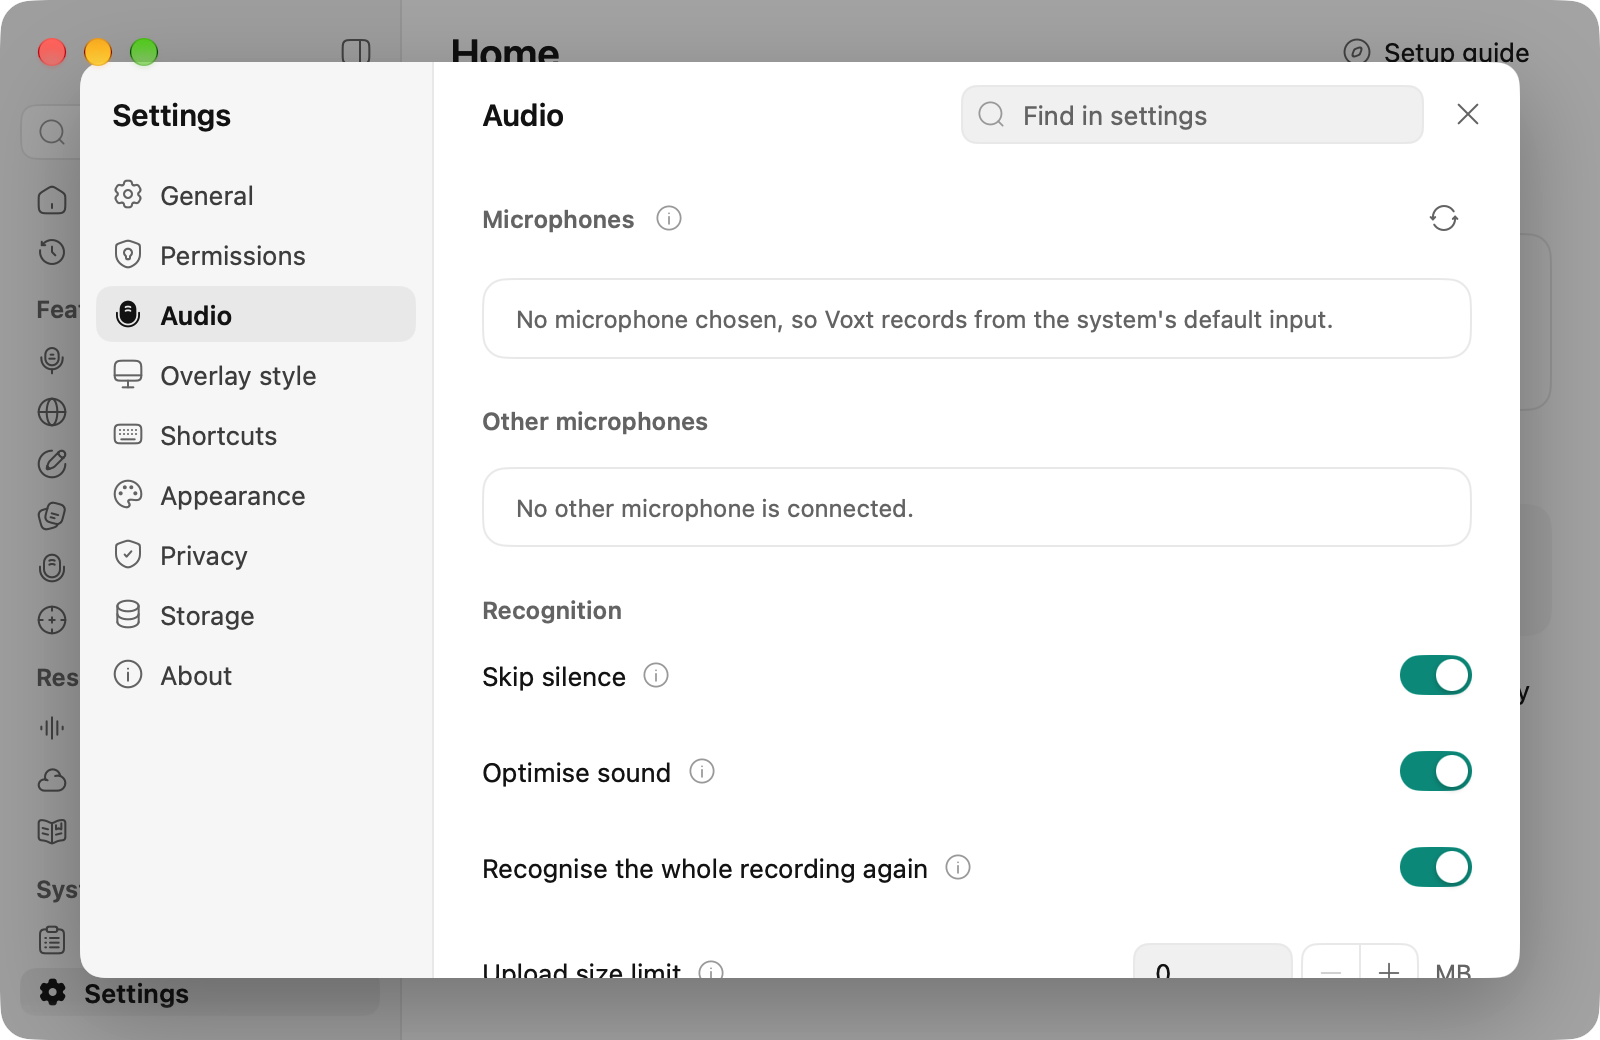 Home
Setup guide
Settings
Audio
Find in settings
General
Permissions
Audio
Overlay style
Shortcuts
Appearance
Privacy
Storage
About
Microphones
No microphone chosen, so Voxt records from the system's default input.
Other microphones
No other microphone is connected.
Recognition
Skip silence
Optimise sound
Recognise the whole recording again
Upload size limit
0
MB
Settings